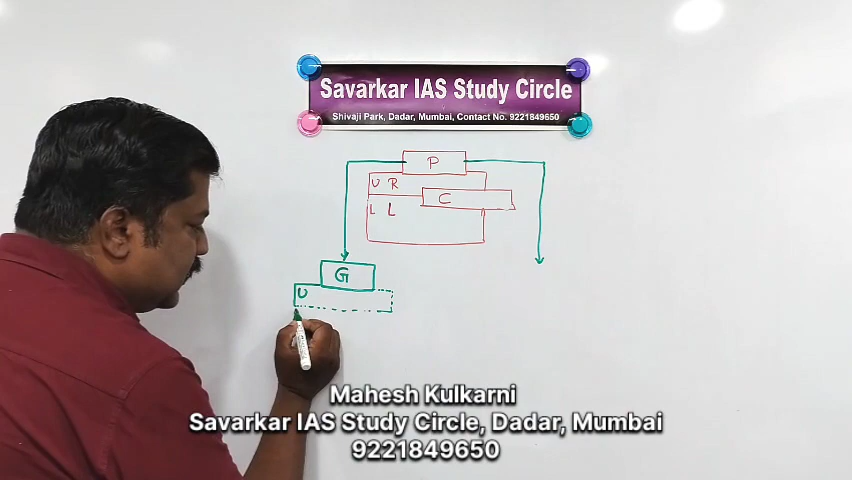 Savarkar IAS Study Circle
Shivaji Park, Dadar, Mumbai, Contact No. 9221849650
P
U R
C
L L
G
U
Mahesh Kulkarni
Savarkar IAS Study Circle, Dadar, Mumbai
9221849650